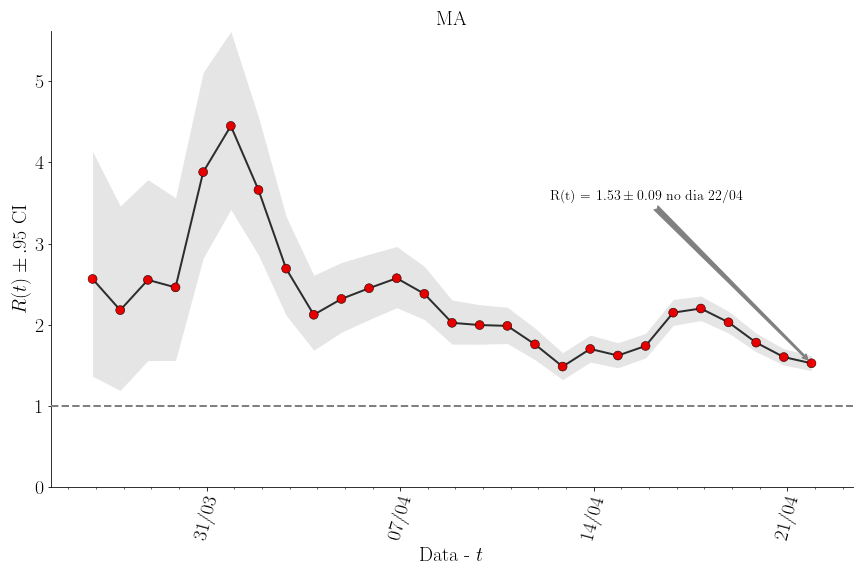 MA
R(t) ± .95 CI
5
4
3
2
1
0
R(t) = 1.53 ± 0.09 no dia 22/04
31/03
07/04
14/04
21/04
Data - t